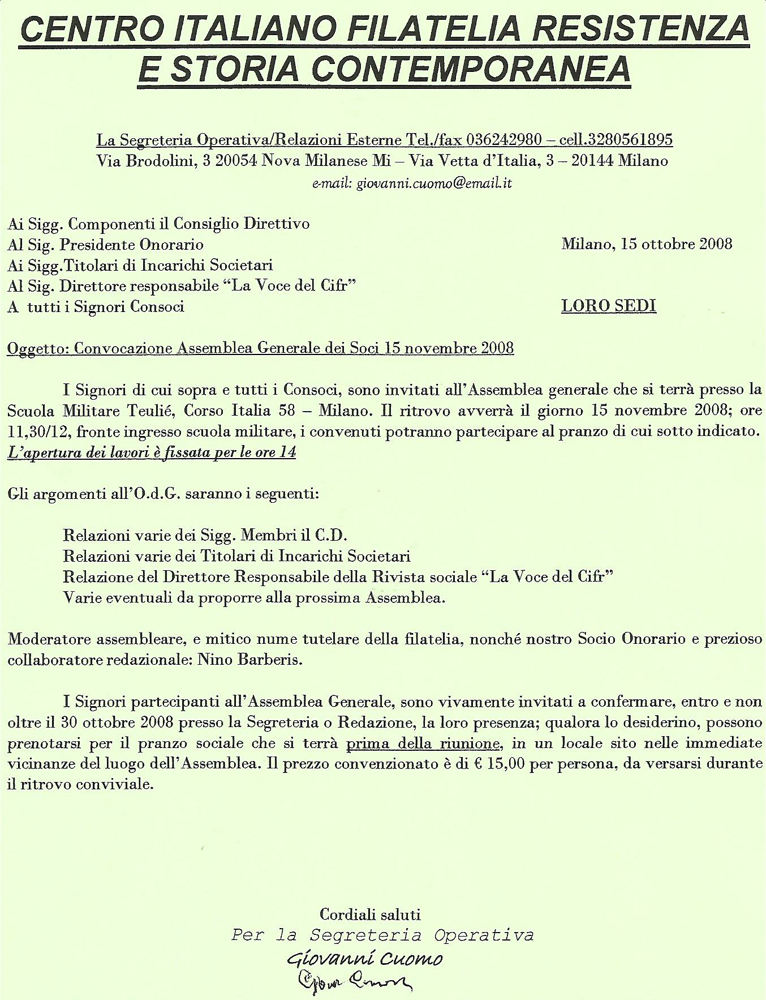 CENTRO ITALIANO FILATELIA RESISTENZA
E STORIA CONTEMPORANEA
La Segreteria Operativa/Relazioni Esterne Tel./fax 036242980 – cell.3280561895
Via Brodolini, 3 20054 Nova Milanese Mi – Via Vetta d'Italia, 3 – 20144 Milano
e-mail: giovanni.cuomo@email.it
Ai Sigg. Componenti il Consiglio Direttivo
Al Sig. Presidente Onorario Milano, 15 ottobre 2008
Ai Sigg.Titolari di Incarichi Societari
Al Sig. Direttore responsabile “La Voce del Cifr”
A tutti i Signori Consoci LORO SEDI
Oggetto: Convocazione Assemblea Generale dei Soci 15 novembre 2008
I Signori di cui sopra e tutti i Consoci, sono invitati all'Assemblea generale che si terrà presso la
Scuola Militare Teulié, Corso Italia 58 – Milano. Il ritrovo avverrà il giorno 15 novembre 2008; ore
11,30/12, fronte ingresso scuola militare, i convenuti potranno partecipare al pranzo di cui sotto indicato.
L'apertura dei lavori è fissata per le ore 14
Gli argomenti all'O.d.G. saranno i seguenti:
Relazioni varie dei Sigg. Membri il C.D.
Relazioni varie dei Titolari di Incarichi Societari
Relazione del Direttore Responsabile della Rivista sociale “La Voce del Cifr”
Varie eventuali da proporre alla prossima Assemblea.
Moderatore assembleare, e mitico nume tutelare della filatelia, nonché nostro Socio Onorario e prezioso
collaboratore redazionale: Nino Barberis.
I Signori partecipanti all'Assemblea Generale, sono vivamente invitati a confermare, entro e non
oltre il 30 ottobre 2008 presso la Segreteria o Redazione, la loro presenza; qualora lo desiderino, possono
prenotarsi per il pranzo sociale che si terrà prima della riunione, in un locale sito nelle immediate
vicinanze del luogo dell'Assemblea. Il prezzo convenzionato è di € 15,00 per persona, da versarsi durante
il ritrovo conviviale.
Cordiali saluti
Per la Segreteria Operativa
Giovanni Cuomo